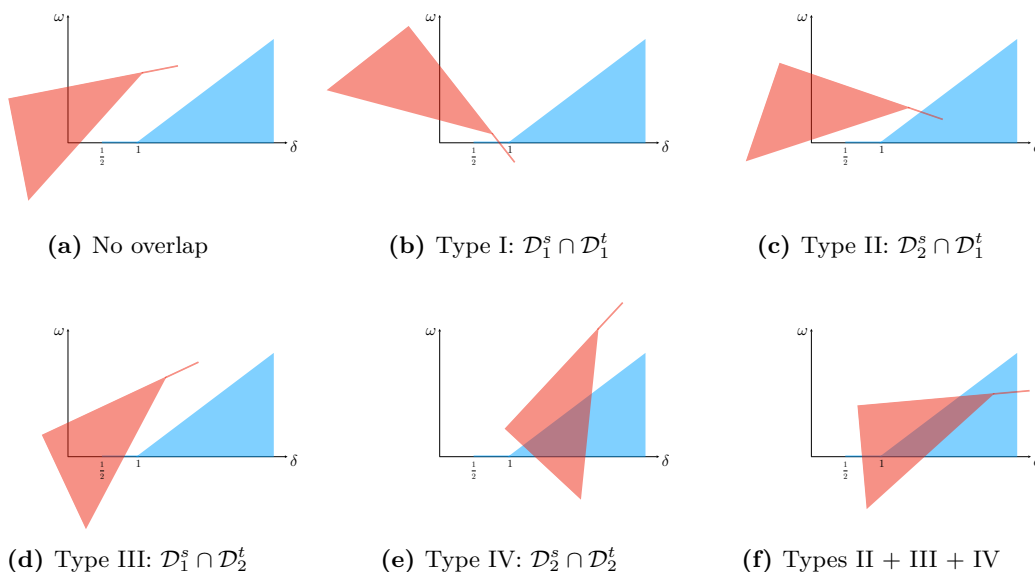 ω ω ω
1/2 1 δ 1/2 1 δ 1/2 1
(a) No overlap (b) Type I: 𝒟₁ˢ ∩ 𝒟₁ᵗ (c) Type II: 𝒟₂ˢ ∩ 𝒟₁ᵗ
ω ω ω
1/2 1 δ 1/2 1 δ 1/2 1
(d) Type III: 𝒟₁ˢ ∩ 𝒟₂ᵗ (e) Type IV: 𝒟₂ˢ ∩ 𝒟₂ᵗ (f) Types II + III + IV